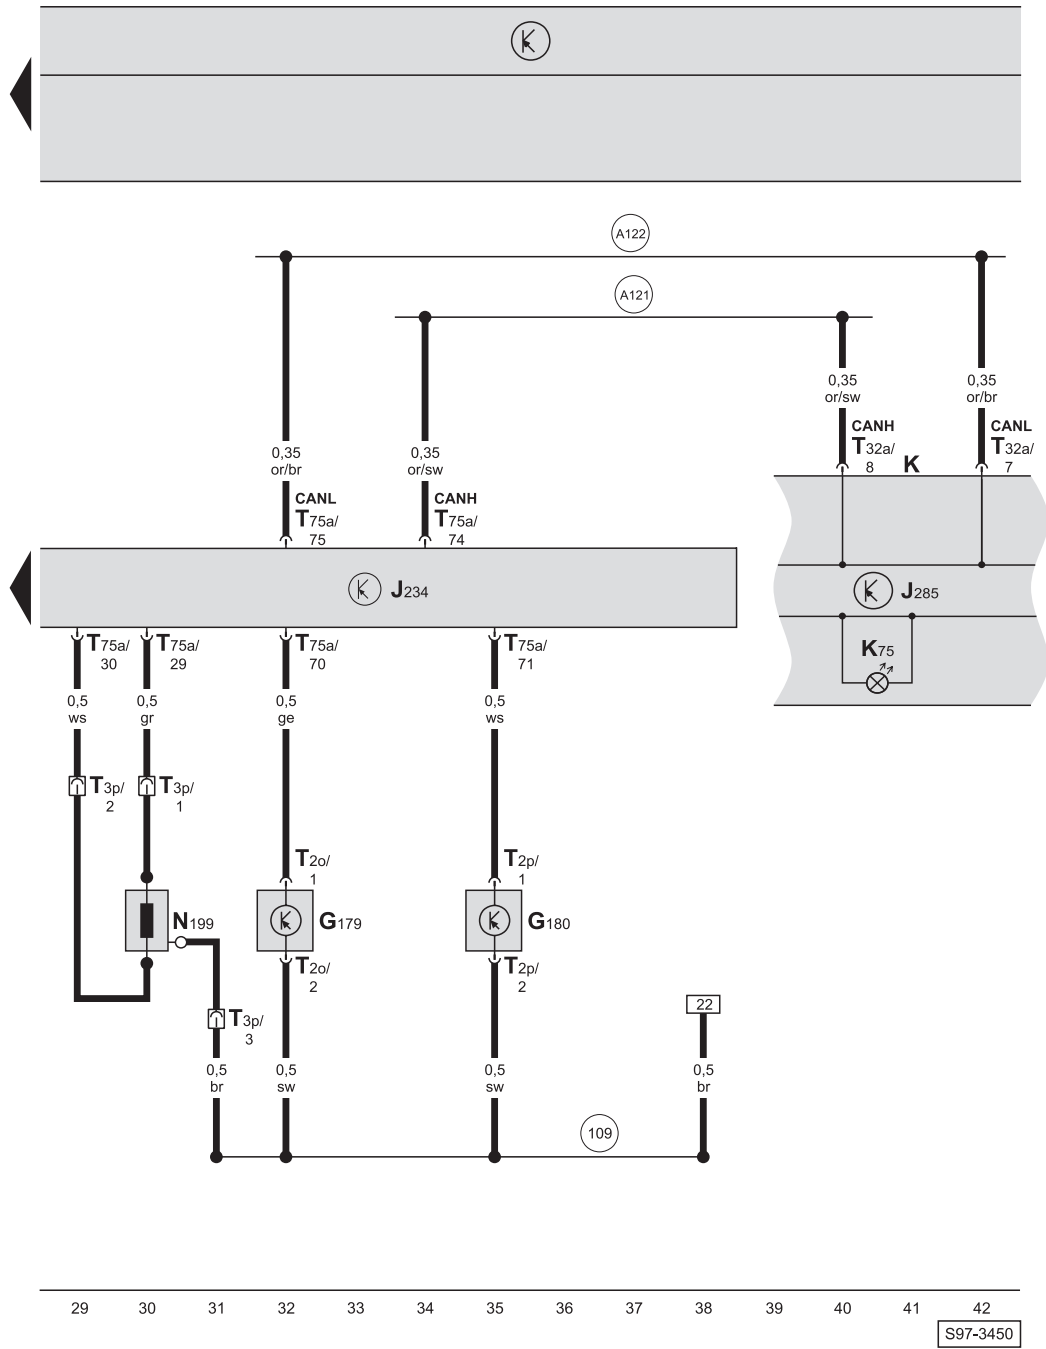 A122
A121
0,35
or/sw
0,35
or/br
CANH
T32a/
8
K
CANL
T32a/
7
0,35
or/br
0,35
or/sw
CANL
T75a/
75
CANH
T75a/
74
J234
J285
K75
T75a/
30
T75a/
29
T75a/
70
T75a/
71
0,5
ws
0,5
gr
0,5
ge
0,5
ws
T3p/
2
T3p/
1
T2o/
1
T2p/
1
N199
G179
G180
T2o/
2
T2p/
2
22
T3p/
3
0,5
br
0,5
sw
0,5
sw
0,5
br
109
29 30 31 32 33 34 35 36 37 38 39 40 41 42
S97-3450